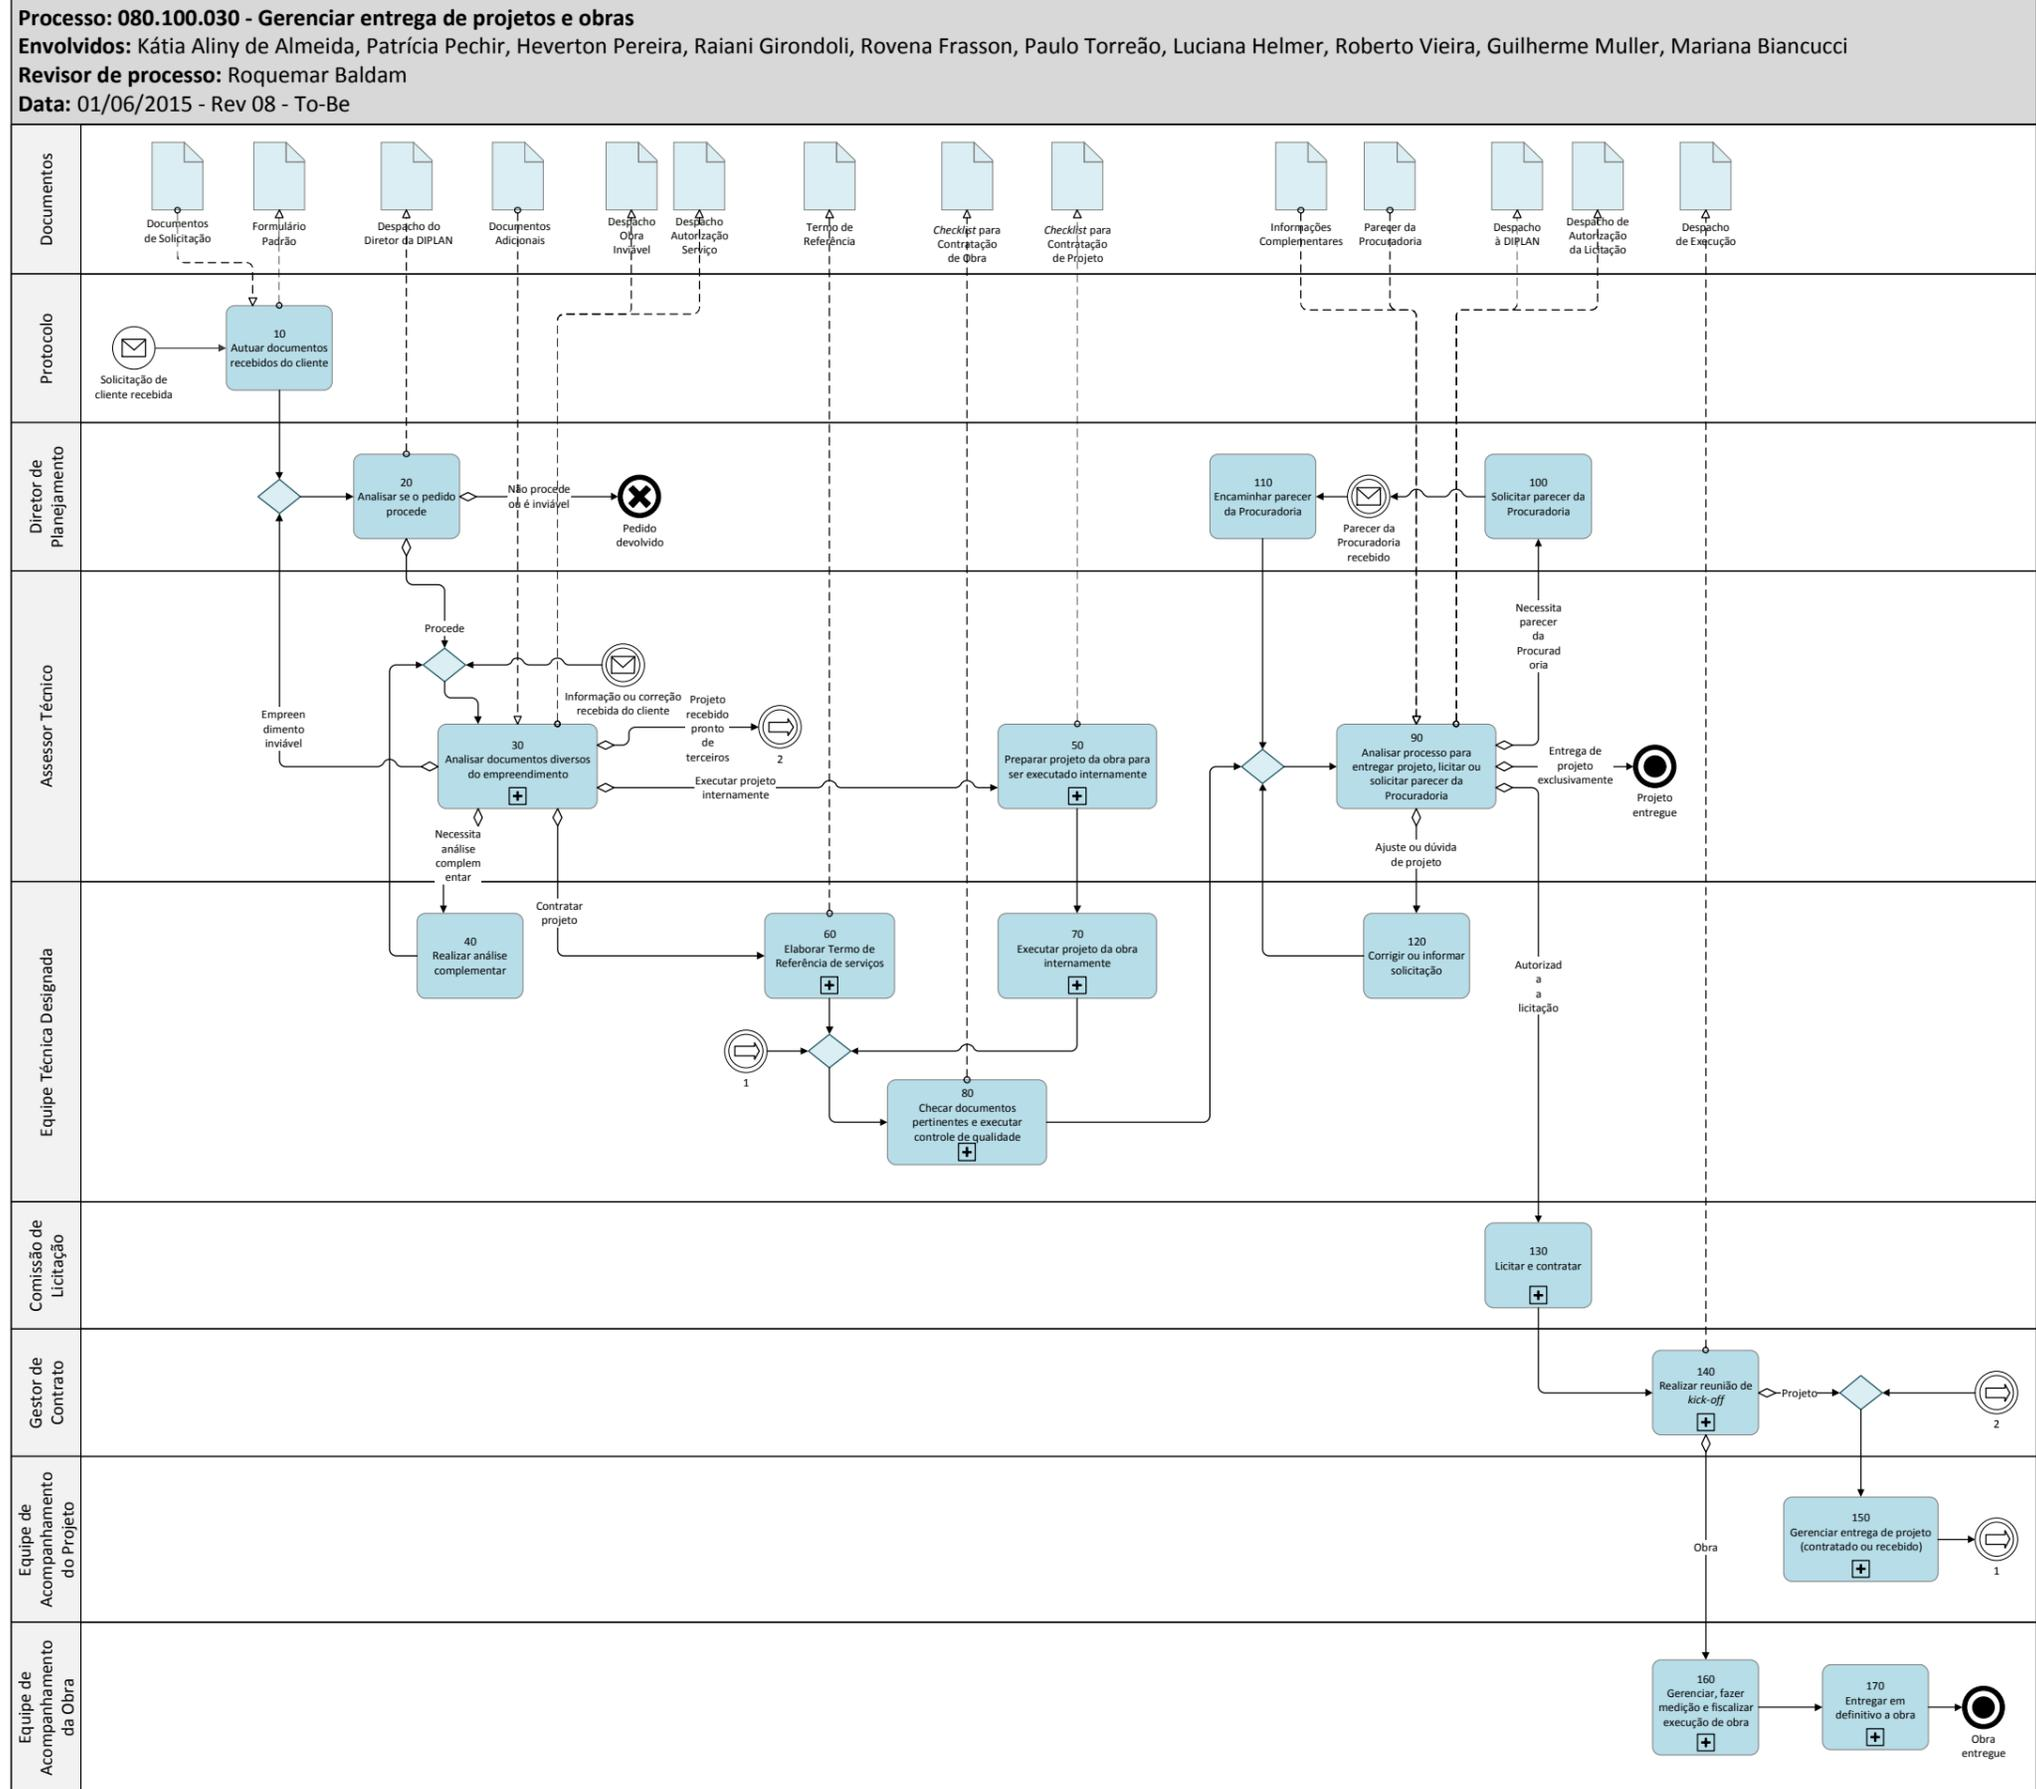 Processo: 080.100.030 - Gerenciar entrega de projetos e obras
Envolvidos: Kátia Aliny de Almeida, Patrícia Pechir, Heverton Pereira, Raiani Girondoli, Rovena Frasson, Paulo Torreão, Luciana Helmer, Roberto Vieira, Guilherme Muller, Mariana Biancucci
Revisor de processo: Roquemar Baldam
Data: 01/06/2015 - Rev 08 - To-Be
Documentos
Documentos
de Solicitação
Formulário
Padrão
Despacho do
Diretor da DIPLAN
Documentos
Adicionais
Despacho
Obra
Inviável
Despacho
Autorização
Serviço
Termo de
Referência
Checklist para
Contratação
de Obra
Checklist para
Contratação
de Projeto
Informações
Complementares
Parecer da
Procuradoria
Despacho
à DIPLAN
Despacho de
Autorização
da Licitação
Despacho
de Execução
Protocolo
Solicitação de
cliente recebida
10
Autuar documentos
recebidos do cliente
Diretor de
Planejamento
20
Analisar se o pedido
procede
Não procede
ou é inviável
Pedido
devolvido
110
Encaminhar parecer
da Procuradoria
Parecer da
Procuradoria
recebido
100
Solicitar parecer da
Procuradoria
Assessor Técnico
Procede
Informação ou correção
recebida do cliente
Empreen
dimento
inviável
30
Analisar documentos diversos
do empreendimento
Projeto
recebido
pronto
de
terceiros
2
Executar projeto
internamente
50
Preparar projeto da obra para
ser executado internamente
Necessita
análise
complem
entar
90
Analisar processo para
entregar projeto, licitar ou
solicitar parecer da
Procuradoria
Necessita
parecer
da
Procurad
oria
Entrega de
projeto
exclusivamente
Projeto
entregue
Ajuste ou dúvida
de projeto
Equipe Técnica Designada
40
Realizar análise
complementar
Contratar
projeto
60
Elaborar Termo de
Referência de serviços
70
Executar projeto da obra
internamente
1
80
Checar documentos
pertinentes e executar
controle de qualidade
120
Corrigir ou informar
solicitação
Autorizad
a
a
licitação
Comissão de
Licitação
130
Licitar e contratar
Gestor de
Contrato
140
Realizar reunião de
kick-off
Projeto
2
Equipe de
Acompanhamento
do Projeto
Obra
150
Gerenciar entrega de projeto
(contratado ou recebido)
1
Equipe de
Acompanhamento
da Obra
160
Gerenciar, fazer
medição e fiscalizar
execução de obra
170
Entregar em
definitivo a obra
Obra
entregue